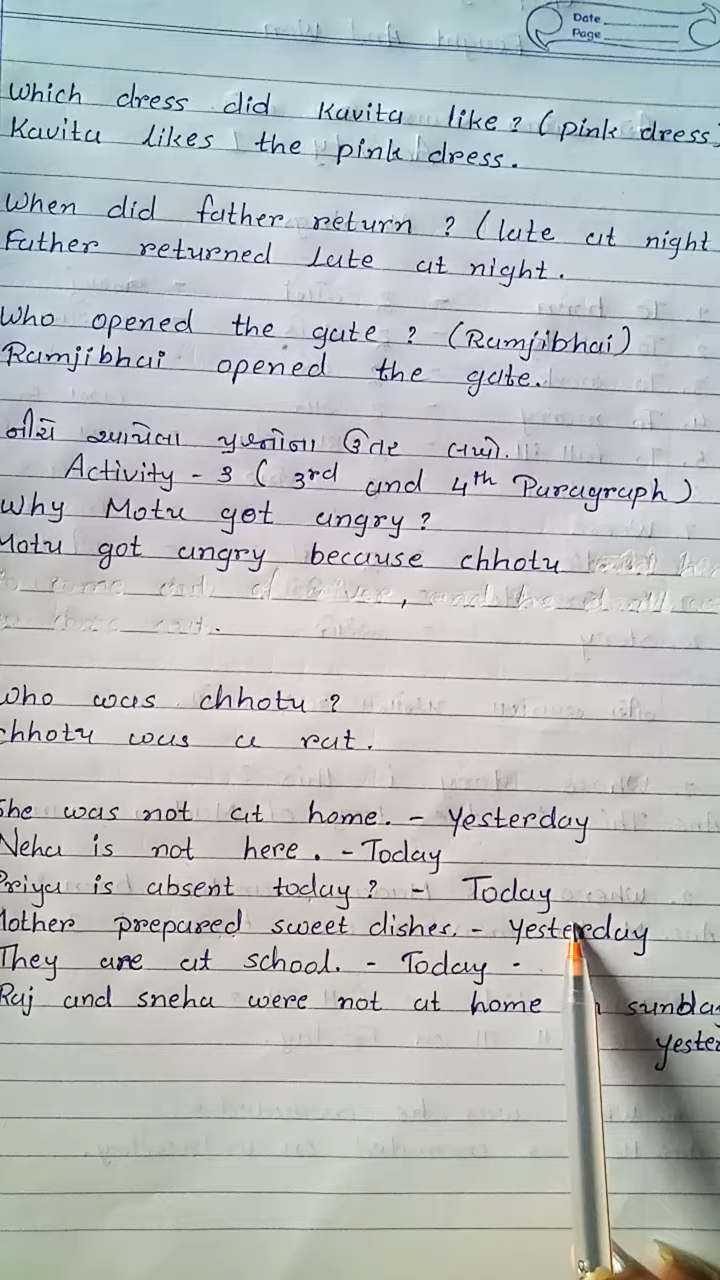 Date
Page
Which dress did Kavita like ? (pink dress
Kavita likes the pink dress.
When did father return ? (late at night
Father returned late at night.
Who opened the gate ? (Ramjibhai)
Ramjibhai opened the gate.
નીચે આપેલા પ્રશ્નોના ઉત્તર લખો.
Activity - 3 ( 3rd and 4th Paragraph )
Why Motu got angry ?
Motu got angry because chhotu
Who was chhotu ?
chhotu was a rat.
She was not at home. - Yesterday
Neha is not here. - Today
Priya is absent today ? - Today
Mother prepared sweet dishes. - Yesterday
They are at school. - Today -
Raj and sneha were not at home